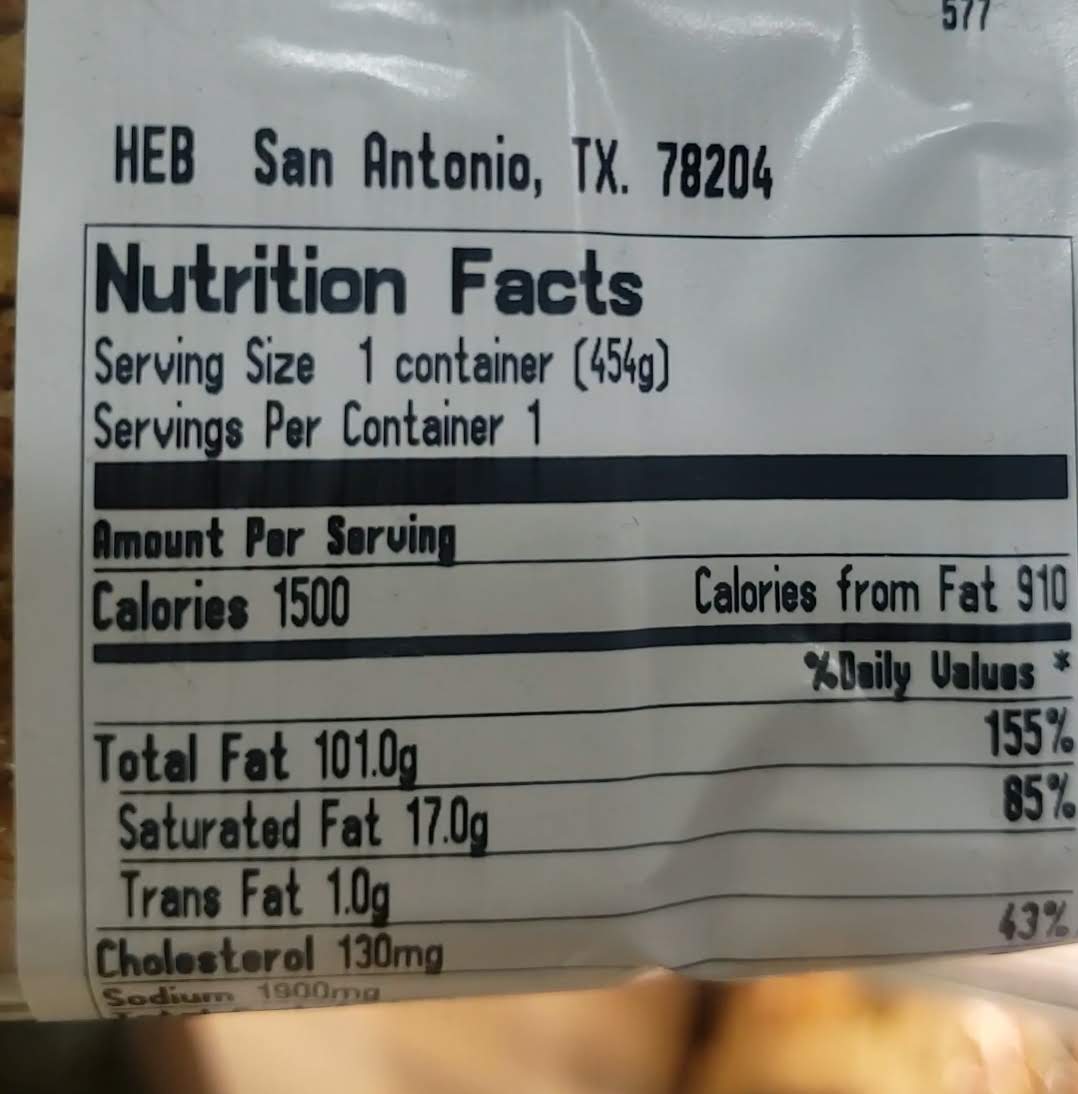 577
HEB San Antonio, TX. 78204
Nutrition Facts
Serving Size 1 container (454g)
Servings Per Container 1
Amount Per Serving
Calories 1500 Calories from Fat 910
%Daily Values *
Total Fat 101.0g 155%
Saturated Fat 17.0g 85%
Trans Fat 1.0g
Cholesterol 130mg 43%
Sodium 1900mg